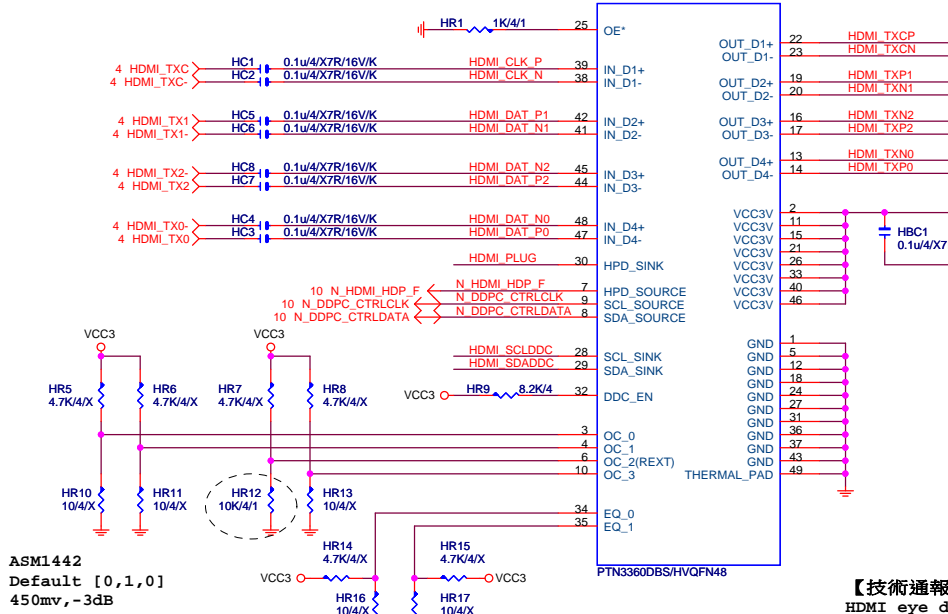 HR1 1K/4/1 25 OE*
22 HDMI_TXCP
OUT_D1+
23 HDMI_TXCN
OUT_D1-
4 HDMI_TXC HC1 0.1u/4/X7R/16V/K HDMI_CLK_P 39 IN_D1+
4 HDMI_TXC- HC2 0.1u/4/X7R/16V/K HDMI_CLK_N 38 IN_D1-
OUT_D2+ 19 HDMI_TXP1
OUT_D2- 20 HDMI_TXN1
4 HDMI_TX1 HC5 0.1u/4/X7R/16V/K HDMI_DAT_P1 42 IN_D2+
4 HDMI_TX1- HC6 0.1u/4/X7R/16V/K HDMI_DAT_N1 41 IN_D2-
OUT_D3+ 16 HDMI_TXN2
OUT_D3- 17 HDMI_TXP2
4 HDMI_TX2- HC8 0.1u/4/X7R/16V/K HDMI_DAT_N2 45 IN_D3+
4 HDMI_TX2 HC7 0.1u/4/X7R/16V/K HDMI_DAT_P2 44 IN_D3-
OUT_D4+ 13 HDMI_TXN0
OUT_D4- 14 HDMI_TXP0
4 HDMI_TX0- HC4 0.1u/4/X7R/16V/K HDMI_DAT_N0 48 IN_D4+
4 HDMI_TX0 HC3 0.1u/4/X7R/16V/K HDMI_DAT_P0 47 IN_D4-
VCC3V 2
VCC3V 11
VCC3V 15
VCC3V 21
VCC3V 26
VCC3V 33
VCC3V 40
VCC3V 46
HBC1
0.1u/4/X7
HDMI_PLUG 30 HPD_SINK
10 N_HDMI_HDP_F N_HDMI_HDP_F 7 HPD_SOURCE
10 N_DDPC_CTRLCLK N_DDPC_CTRLCLK 9 SCL_SOURCE
10 N_DDPC_CTRLDATA N_DDPC_CTRLDATA 8 SDA_SOURCE
HDMI_SCLDDC 28 SCL_SINK
HDMI_SDADDC 29 SDA_SINK
VCC3 HR9 8.2K/4 32 DDC_EN
GND 1
GND 5
GND 12
GND 18
GND 24
GND 27
GND 31
GND 36
GND 37
GND 43
THERMAL_PAD 49
VCC3 VCC3
HR5 4.7K/4/X
HR6 4.7K/4/X
HR7 4.7K/4/X
HR8 4.7K/4/X
3 OC_0
4 OC_1
6 OC_2(REXT)
10 OC_3
HR10 10/4/X
HR11 10/4/X
HR12 10K/4/1
HR13 10/4/X
34 EQ_0
35 EQ_1
HR14 4.7K/4/X
HR15 4.7K/4/X
VCC3 VCC3
HR16 10/4/X
HR17 10/4/X
PTN3360DBS/HVQFN48
ASM1442
Default [0,1,0]
450mv,-3dB
【技術通報
HDMI eye d